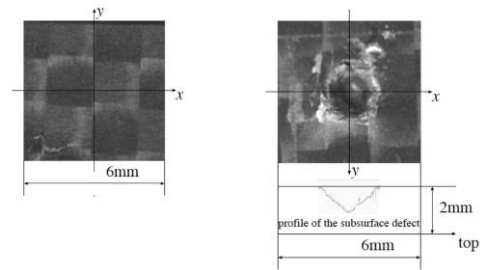 y
x
6mm
x
y
2mm
profile of the subsurface defect
6mm
top